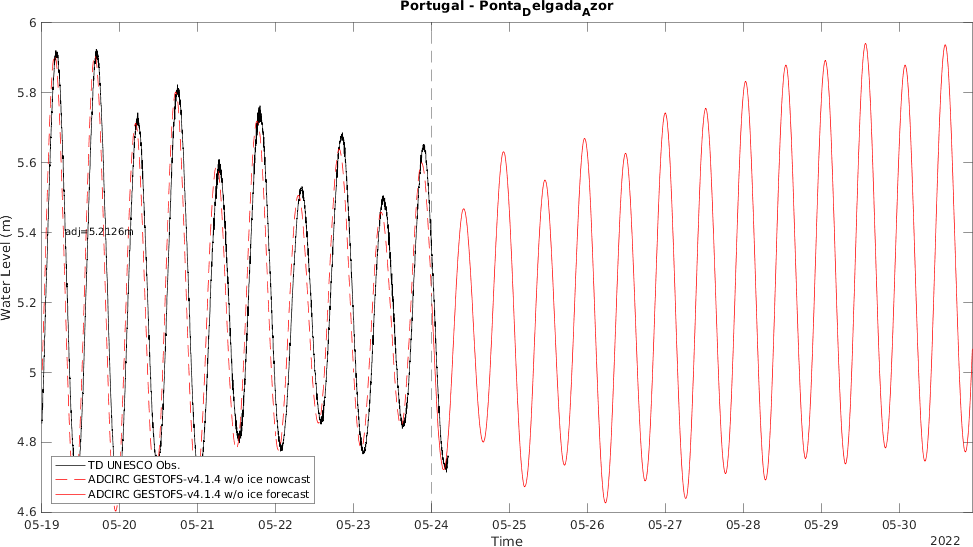 Portugal - PontaDelgadaAzor
6
5.8
5.6
5.4
5.2
5
4.8
4.6
Water Level (m)
adj=5.2126m
TD UNESCO Obs.
ADCIRC GESTOFS-v4.1.4 w/o ice nowcast
ADCIRC GESTOFS-v4.1.4 w/o ice forecast
05-19 05-20 05-21 05-22 05-23 05-24 05-25 05-26 05-27 05-28 05-29 05-30
Time
2022